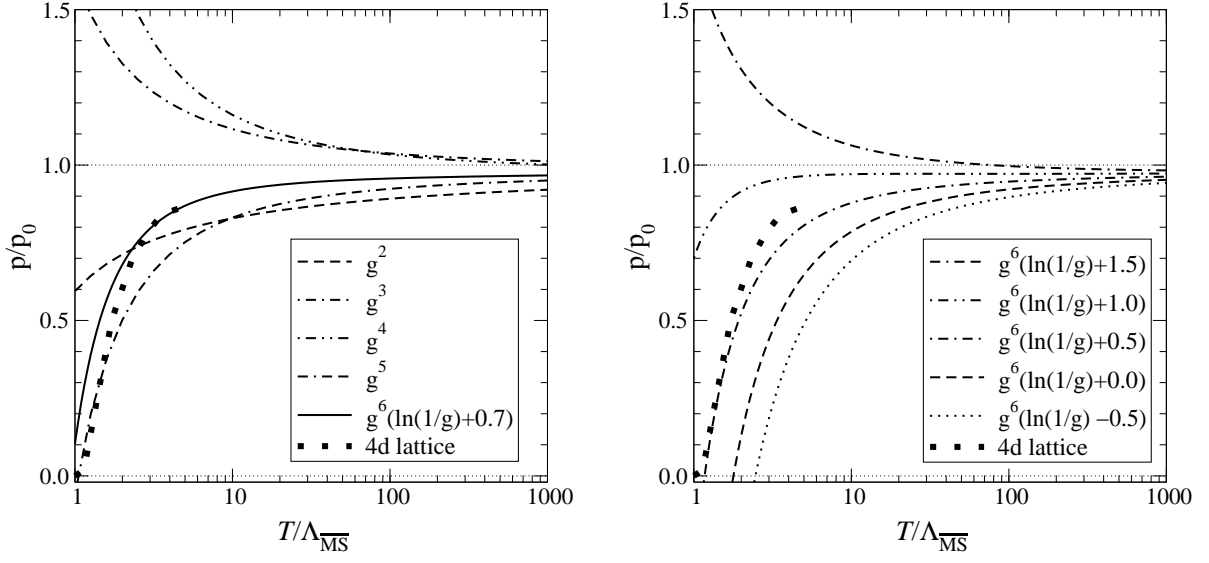 1.5
1.0
0.5
0.0
p/p₀
g²
g³
g⁴
g⁵
g⁶(ln(1/g)+0.7)
4d lattice
1 10 100 1000
T/Λ_M̅S̅
1.5
1.0
0.5
0.0
p/p₀
g⁶(ln(1/g)+1.5)
g⁶(ln(1/g)+1.0)
g⁶(ln(1/g)+0.5)
g⁶(ln(1/g)+0.0)
g⁶(ln(1/g) −0.5)
4d lattice
1 10 100 1000
T/Λ_M̅S̅